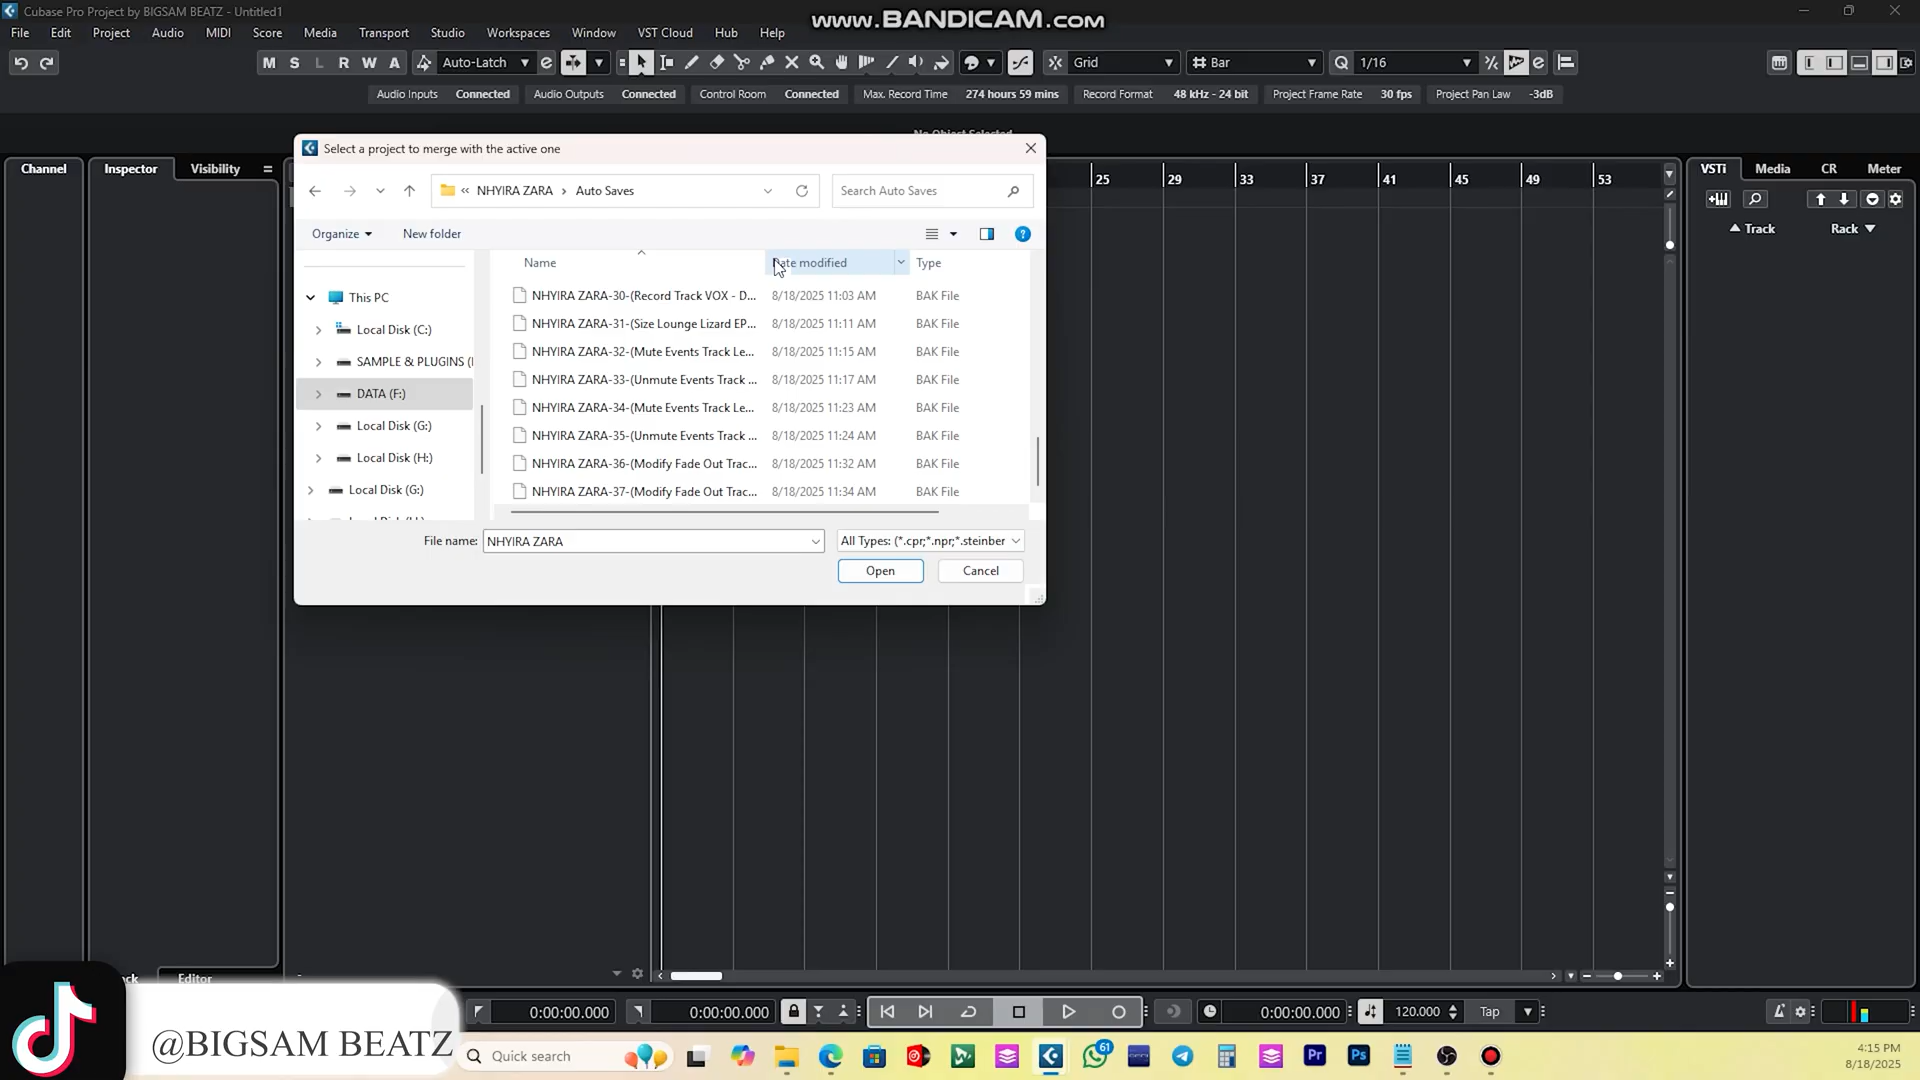 Cubase Pro Project by BIGSAM BEATZ - Untitled1
www.BANDICAM.com
File Edit Project Audio MIDI Score Media Transport Studio Workspaces Window VST Cloud Hub Help
M S L R W A Auto-Latch Grid Bar 1/16
Audio Inputs Connected Audio Outputs Connected Control Room Connected Max. Record Time 274 hours 59 mins Record Format 48 kHz - 24 bit Project Frame Rate 30 fps Project Pan Law -3dB
No Object Selected
Channel Inspector Visibility
25 29 33 37 41 45 49 53
VSTi Media CR Meter
Track Rack
Select a project to merge with the active one
NHYIRA ZARA Auto Saves
Search Auto Saves
Organize New folder
Name Date modified Type
This PC
Local Disk (C:)
SAMPLE & PLUGINS (
DATA (F:)
Local Disk (G:)
Local Disk (H:)
Local Disk (G:)
NHYIRA ZARA-30-(Record Track VOX - D... 8/18/2025 11:03 AM BAK File
NHYIRA ZARA-31-(Size Lounge Lizard EP... 8/18/2025 11:11 AM BAK File
NHYIRA ZARA-32-(Mute Events Track Le... 8/18/2025 11:15 AM BAK File
NHYIRA ZARA-33-(Unmute Events Track ... 8/18/2025 11:17 AM BAK File
NHYIRA ZARA-34-(Mute Events Track Le... 8/18/2025 11:23 AM BAK File
NHYIRA ZARA-35-(Unmute Events Track ... 8/18/2025 11:24 AM BAK File
NHYIRA ZARA-36-(Modify Fade Out Trac... 8/18/2025 11:32 AM BAK File
NHYIRA ZARA-37-(Modify Fade Out Trac... 8/18/2025 11:34 AM BAK File
File name: NHYIRA ZARA All Types: (*.cpr;*.npr;*.steinber
Open Cancel
Editor
0:00:00.000 0:00:00.000 0:00:00.000 120.000 Tap
@BIGSAM BEATZ
Quick search
61
Pr Ps
4:15 PM
8/18/2025